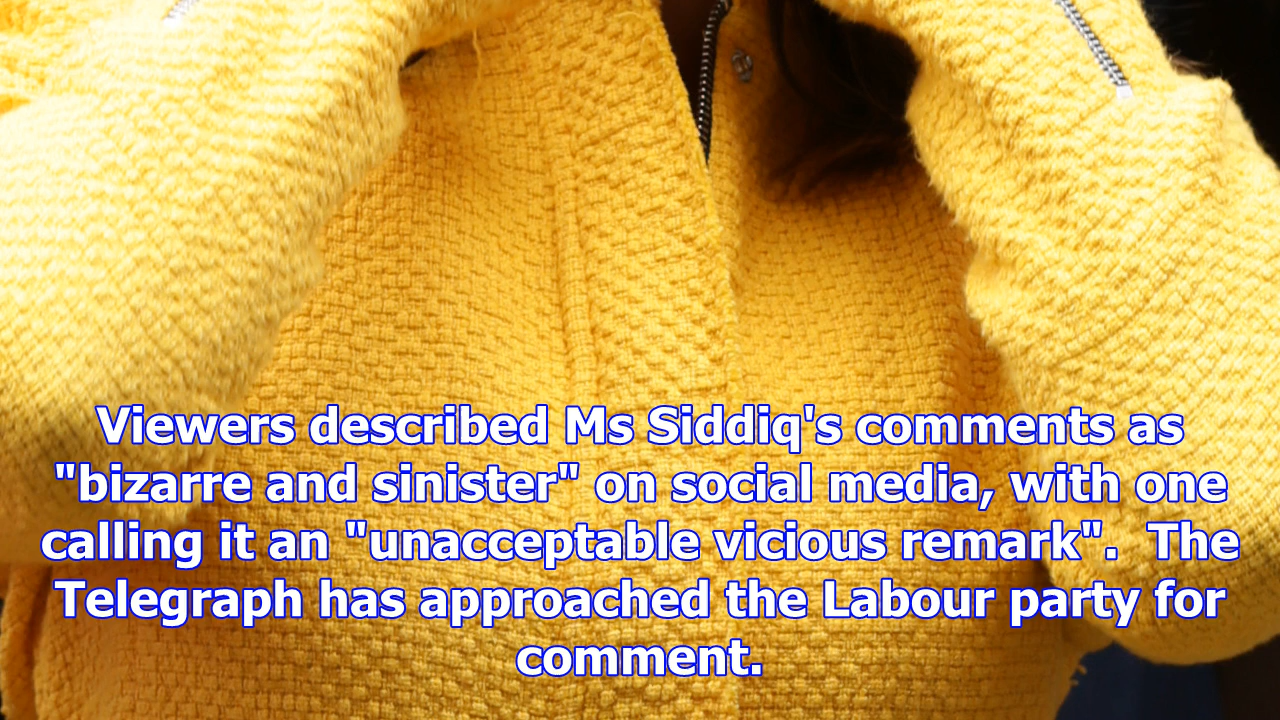 Viewers described Ms Siddiq's comments as
"bizarre and sinister" on social media, with one
calling it an "unacceptable vicious remark".  The
Telegraph has approached the Labour party for
comment.